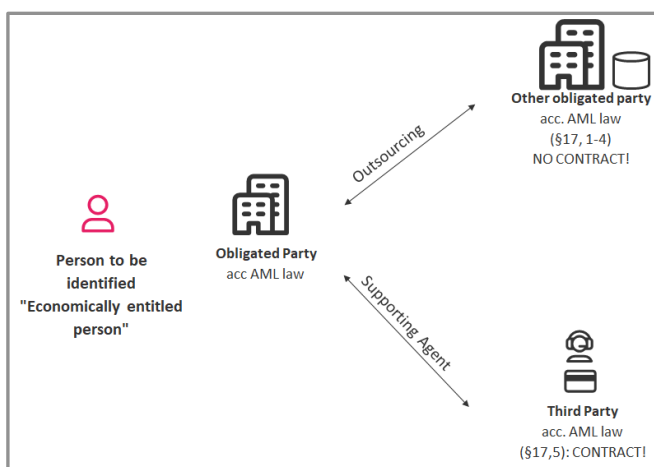 Other obligated party
acc. AML law
(§17, 1-4)
NO CONTRACT!
Outsourcing
Person to be
identified
"Economically entitled
person"
Obligated Party
acc AML law
Supporting Agent
Third Party
acc. AML law
(§17,5): CONTRACT!